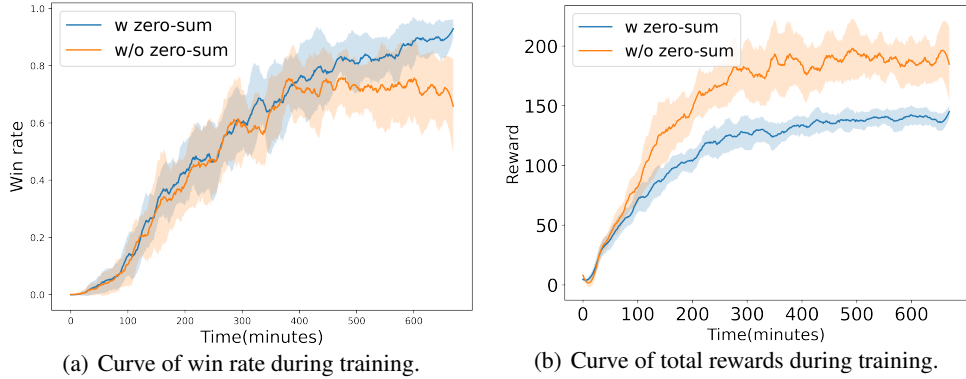 w zero-sum
w/o zero-sum
Win rate
1.0
0.8
0.6
0.4
0.2
0.0
0 100 200 300 400 500 600
Time(minutes)
(a) Curve of win rate during training.
w zero-sum
w/o zero-sum
Reward
200
150
100
50
0
0 100 200 300 400 500 600
Time(minutes)
(b) Curve of total rewards during training.